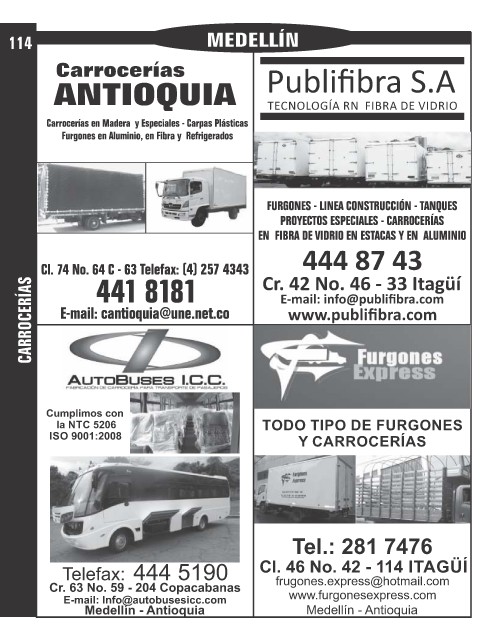 114
MEDELLÍN
CARROCERÍAS
Carrocerías
ANTIOQUIA
Carrocerías en Madera y Especiales - Carpas Plásticas
Furgones en Aluminio, en Fibra y Refrigerados
Cl. 74 No. 64 C - 63 Telefax: (4) 257 4343
441 8181
E-mail: cantioquia@une.net.co
Publifibra S.A
TECNOLOGÍA RN FIBRA DE VIDRIO
FURGONES - LINEA CONSTRUCCIÓN - TANQUES
PROYECTOS ESPECIALES - CARROCERÍAS
EN FIBRA DE VIDRIO EN ESTACAS Y EN ALUMINIO
444 87 43
Cr. 42 No. 46 - 33 Itagüí
E-mail: info@publifibra.com
www.publifibra.com
AUTOBUSES I.C.C.
FABRICACIÓN DE CARROCERIA PARA TRANSPORTE DE PASAJEROS
Cumplimos con
la NTC 5206
ISO 9001:2008
Telefax: 444 5190
Cr. 63 No. 59 - 204 Copacabanas
E-mail: Info@autobusesicc.com
Medellín - Antioquia
Furgones
Express
TODO TIPO DE FURGONES
Y CARROCERÍAS
Furgones
Express
Tel.: 281 7476
Cl. 46 No. 42 - 114 ITAGÜÍ
frugones.express@hotmail.com
www.furgonesexpress.com
Medellín - Antioquia